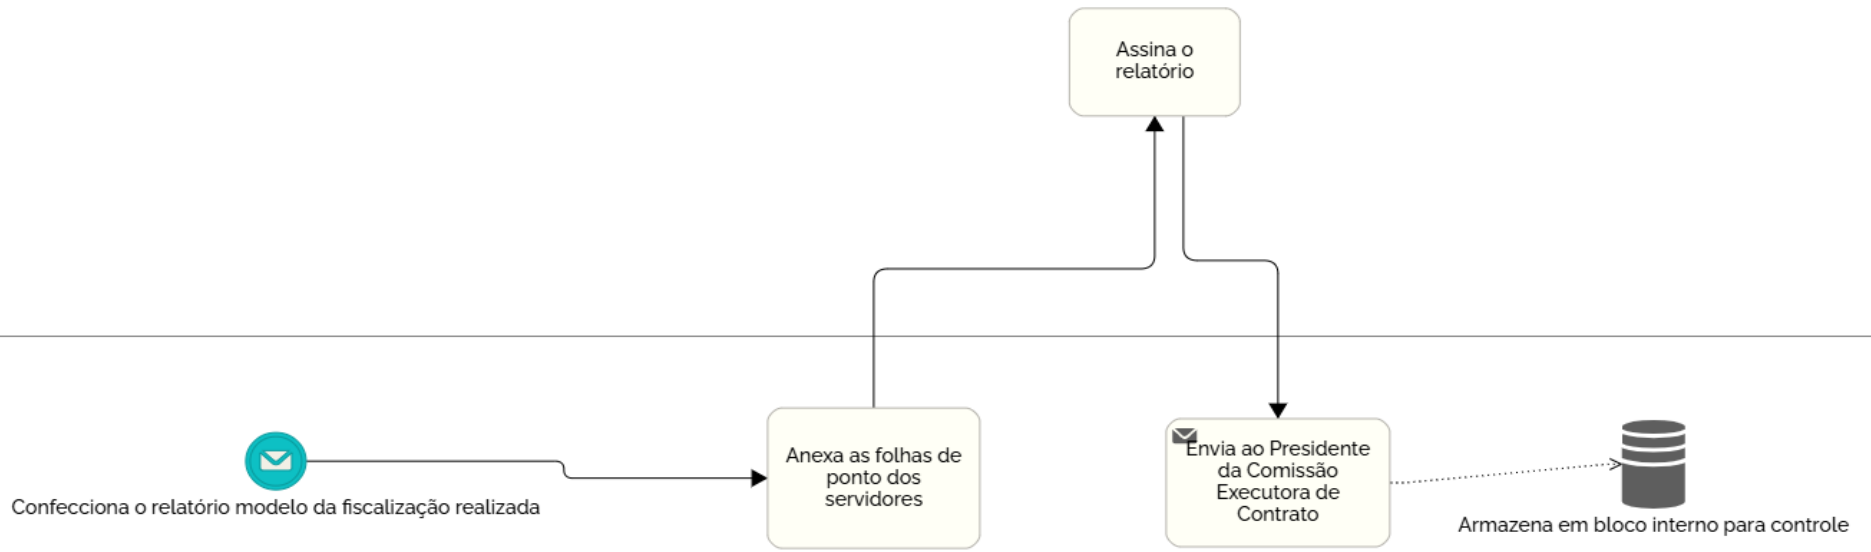 Assina o
relatório
Confecciona o relatório modelo da fiscalização realizada
Anexa as folhas de
ponto dos
servidores
Envia ao Presidente
da Comissão
Executora de
Contrato
Armazena em bloco interno para controle